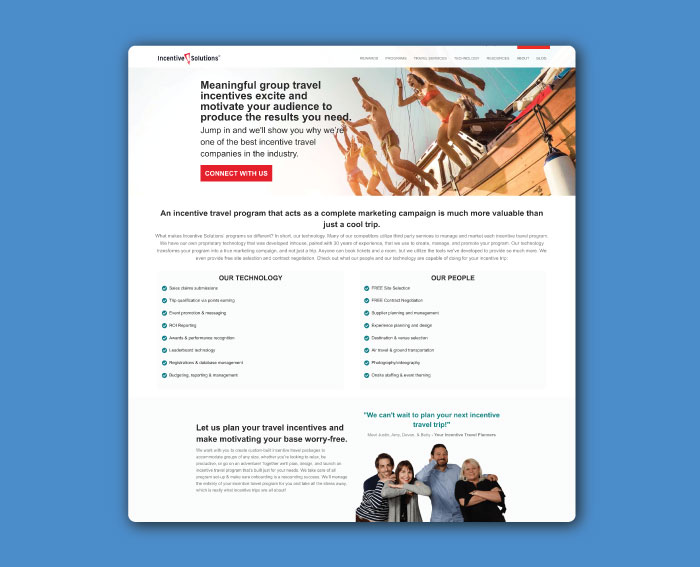 Incentive Solutions
REWARDS PROGRAMS TRAVEL SERVICES TECHNOLOGY RESOURCES ABOUT BLOG
Meaningful group travel
incentives excite and
motivate your audience to
produce the results you need.
Jump in and we'll show you why we're
one of the best incentive travel
companies in the industry.
CONNECT WITH US
An incentive travel program that acts as a complete marketing campaign is much more valuable than
just a cool trip.
What makes Incentive Solutions' programs so different? In short, our technology. Many of our competitors utilize third party services to manage and market each incentive travel program.
We have our own proprietary technology that was developed inhouse, paired with 30 years of experience, that we use to create, manage, and promote your program. Our technology
transforms your program into a true marketing campaign, and not just a trip. Anyone can book tickets and a room, but we utilize the tools we've developed to provide so much more. We
even provide free site selection and contract negotiation. Check out what our people and our technology are capable of doing for your incentive trip:
OUR TECHNOLOGY
Sales claims submissions
Trip qualification via points earning
Event promotion & messaging
ROI Reporting
Awards & performance recognition
Leaderboard technology
Registrations & database management
Budgeting, reporting & management
OUR PEOPLE
FREE Site Selection
FREE Contract Negotiation
Supplier planning and management
Experience planning and design
Destination & venue selection
Air travel & ground transportation
Photography/videography
Onsite staffing & event theming
Let us plan your travel incentives and
make motivating your base worry-free.
We work with you to create custom-built incentive travel packages to
accommodate groups of any size, whether you're looking to relax, be
productive, or go on an adventure! Together we'll plan, design, and launch an
incentive travel program that's built just for your needs. We take care of all
program set-up & make sure onboarding is a resounding success. We'll manage
the entirety of your essential travel program for you and take all the stress away,
which is really what incentive trips are all about!
"We can't wait to plan your next incentive
travel trip!"
Meet Justin, Amy, Devon, & Betsy - Your Incentive Travel Planners